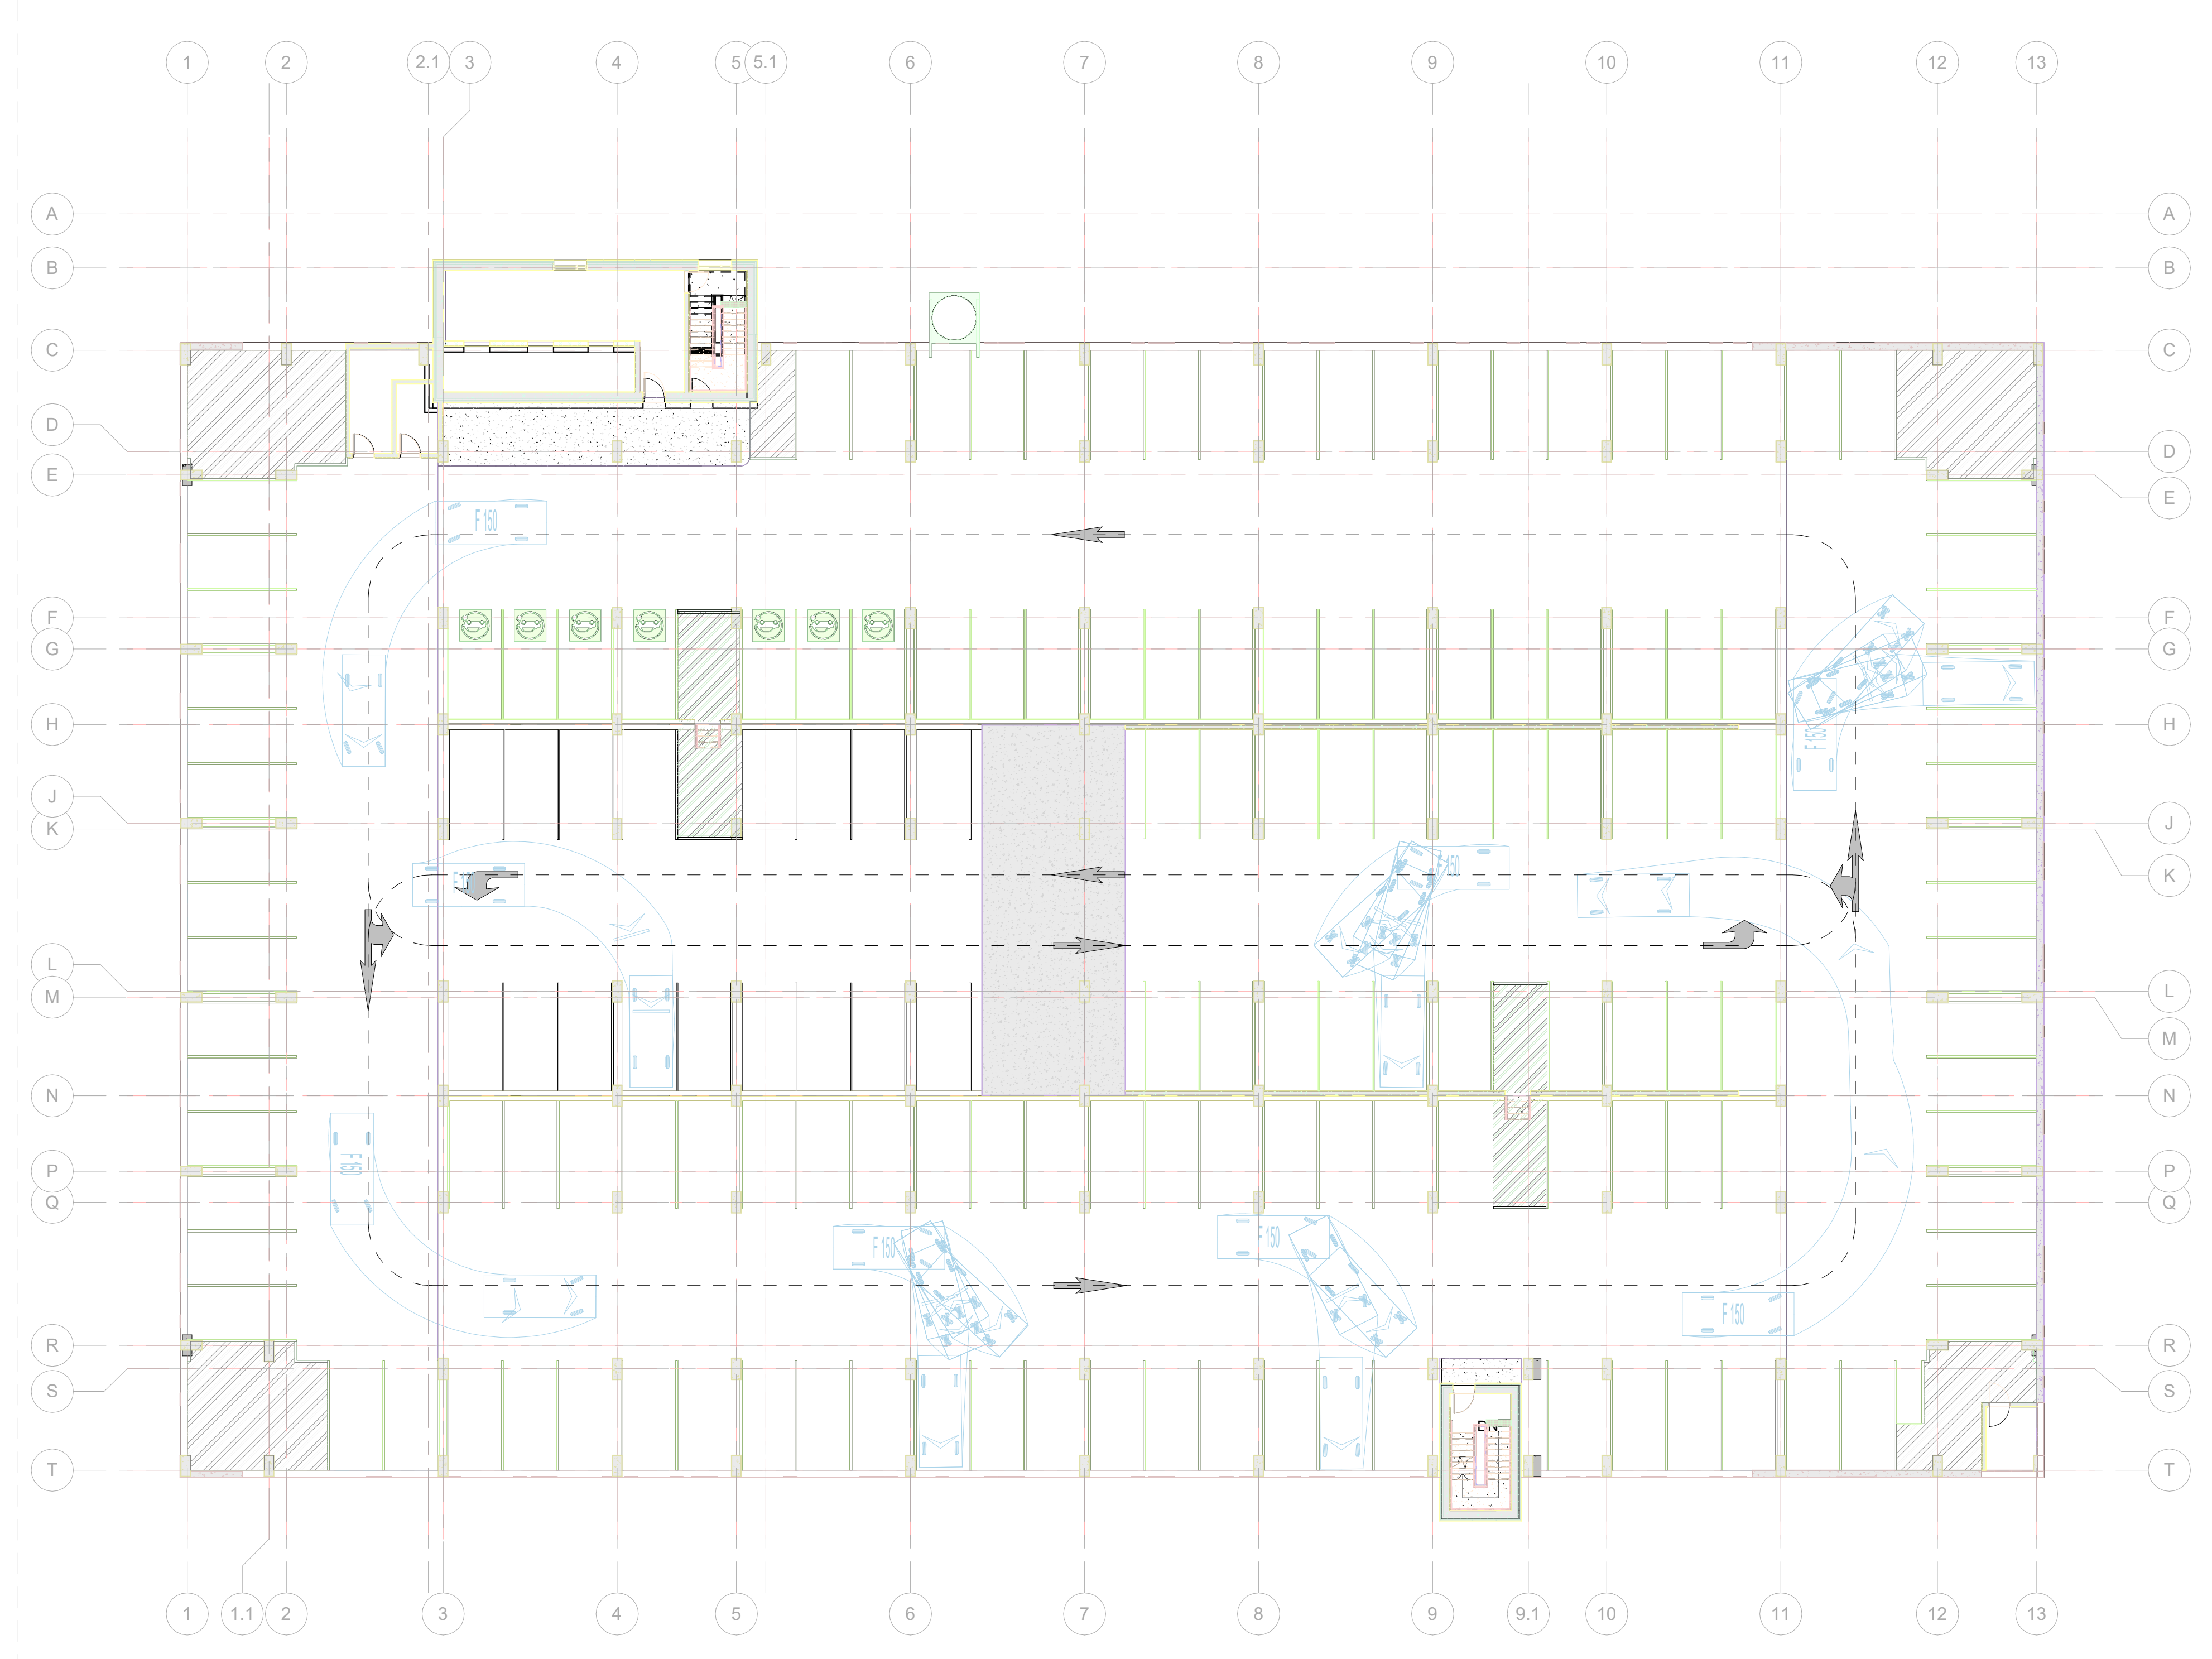 1 2 2.1 3 4 5 5.1 6 7 8 9 10 11 12 13
A A
B B
C C
D D
E E
F 150
F F
G G
H H
F 150
J J
K K
L L
M M
N N
F 150
P P
Q Q
F 150 F 150
F 150
R R
S S
DN
T T
1 1.1 2 3 4 5 6 7 8 9 9.1 10 11 12 13